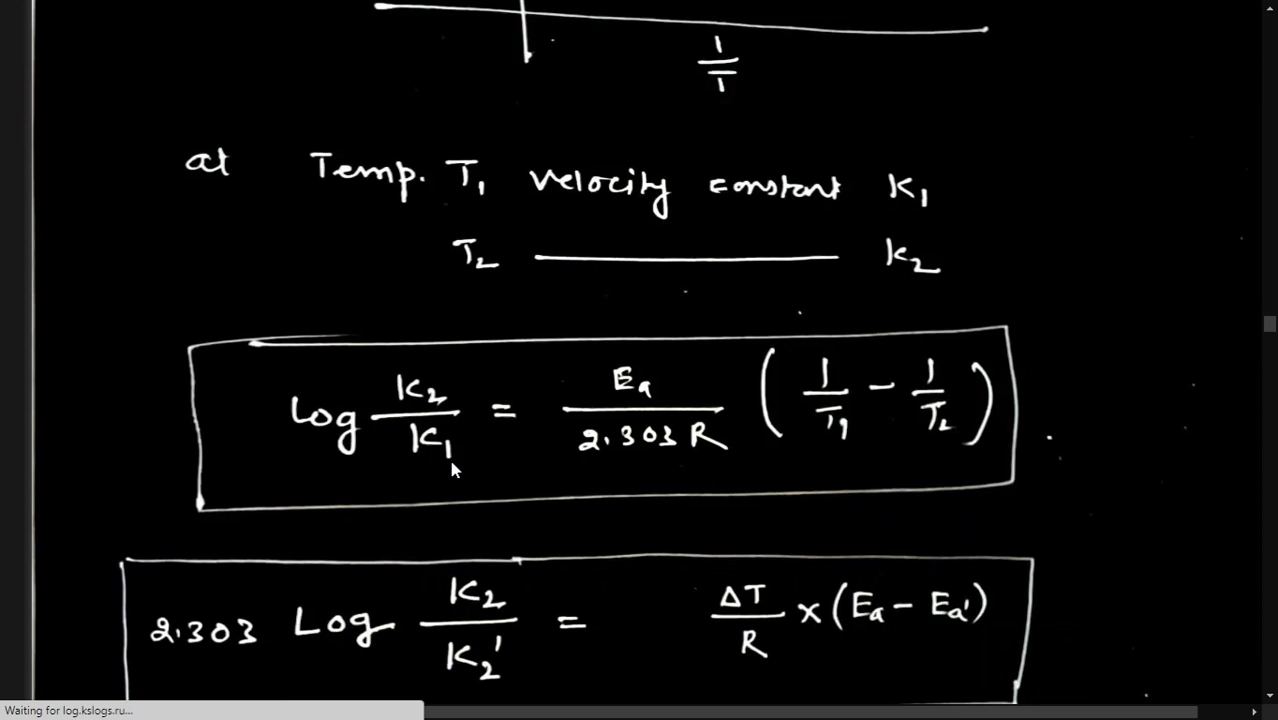 1/T
at Temp. T₁ velocity constant K₁
T₂ ———— K₂
Log K₂/K₁ = Ea/2.303 R (1/T₁ - 1/T₂)
2.303 Log K₂/K₂' = ΔT/R × (Ea - Ea')
Waiting for log.kslogs.ru...